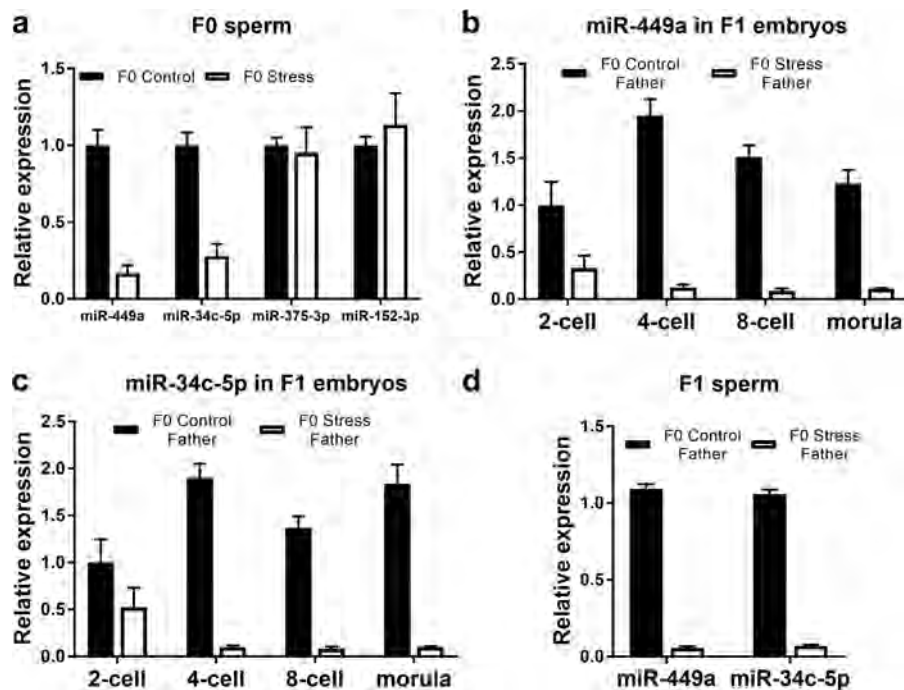 a
F0 sperm
F0 Control
F0 Stress
Relative expression
1.5
1.0
0.5
0.0
miR-449a
miR-34c-5p
miR-375-3p
miR-152-3p
b
miR-449a in F1 embryos
F0 Control
Father
F0 Stress
Father
Relative expression
2.5
2.0
1.5
1.0
0.5
0.0
2-cell
4-cell
8-cell
morula
c
miR-34c-5p in F1 embryos
F0 Control
Father
F0 Stress
Father
Relative expression
2.5
2.0
1.5
1.0
0.5
0.0
2-cell
4-cell
8-cell
morula
d
F1 sperm
F0 Control
Father
F0 Stress
Father
Relative expression
1.5
1.0
0.5
0.0
miR-449a
miR-34c-5p